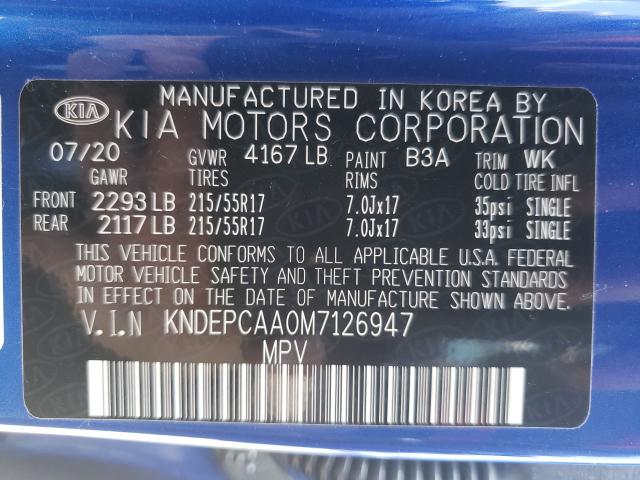 MANUFACTURED IN KOREA BY
KIA KIA MOTORS CORPORATION
07/20 GVWR 4167 LB PAINT B3A TRIM WK
GAWR TIRES RIMS COLD TIRE INFL
FRONT 2293 LB 215/55R17 7.0Jx17 35psi SINGLE
REAR 2117 LB 215/55R17 7.0Jx17 33psi SINGLE
THIS VEHICLE CONFORMS TO ALL APPLICABLE U.S.A. FEDERAL
MOTOR VEHICLE SAFETY AND THEFT PREVENTION STANDARDS
IN EFFECT ON THE DATE OF MANUFACTURE SHOWN ABOVE.
V.I.N KNDEPCAA0M7126947
MPV